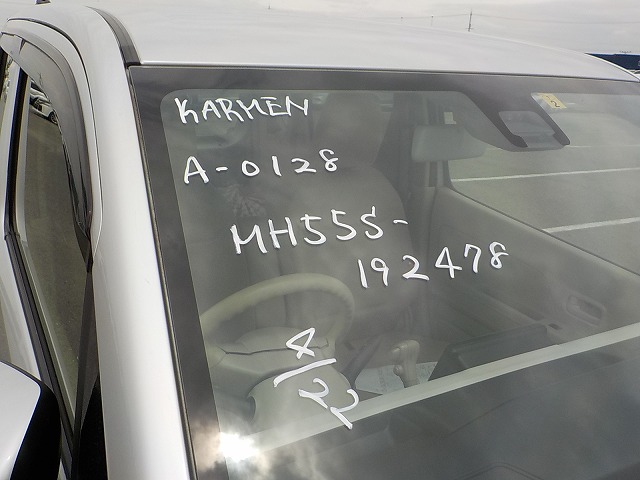 KARMEN
A-0128
MH55S-
192478
4/22